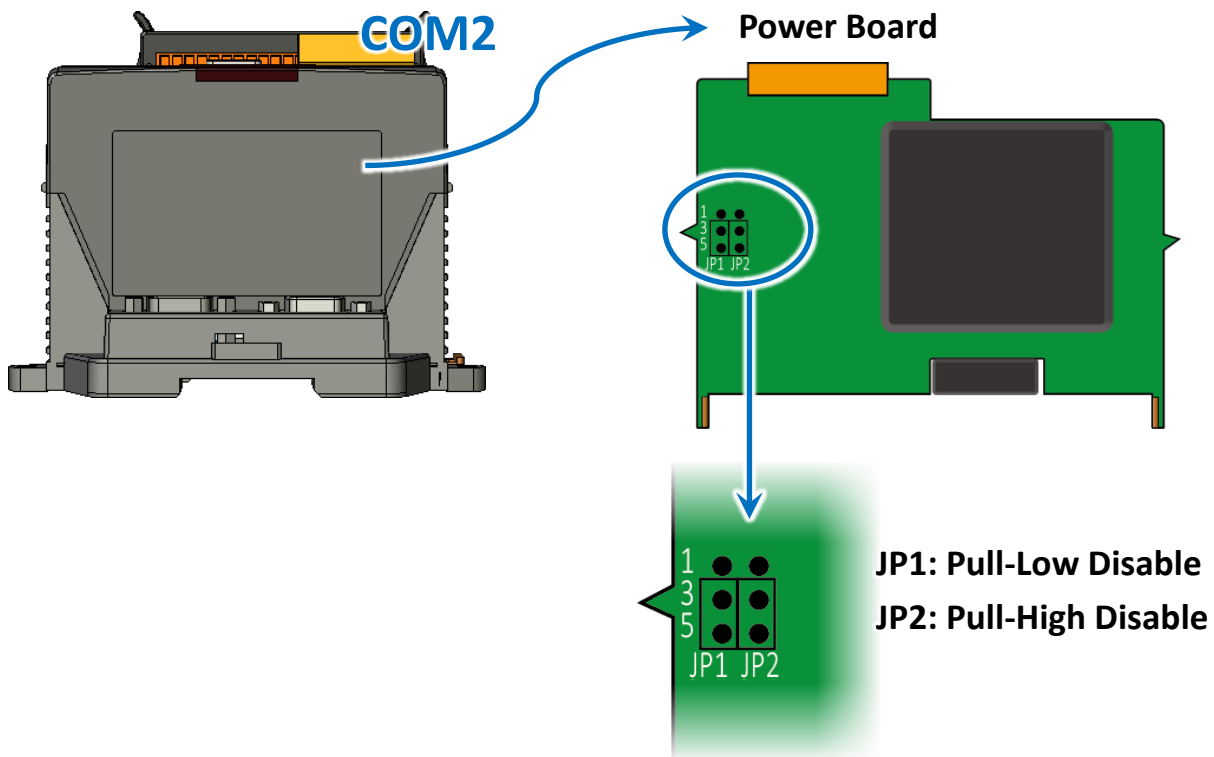 COM2
Power Board
1
3
5
JP1 JP2
1
3
5
JP1 JP2
JP1: Pull-Low Disable
JP2: Pull-High Disable